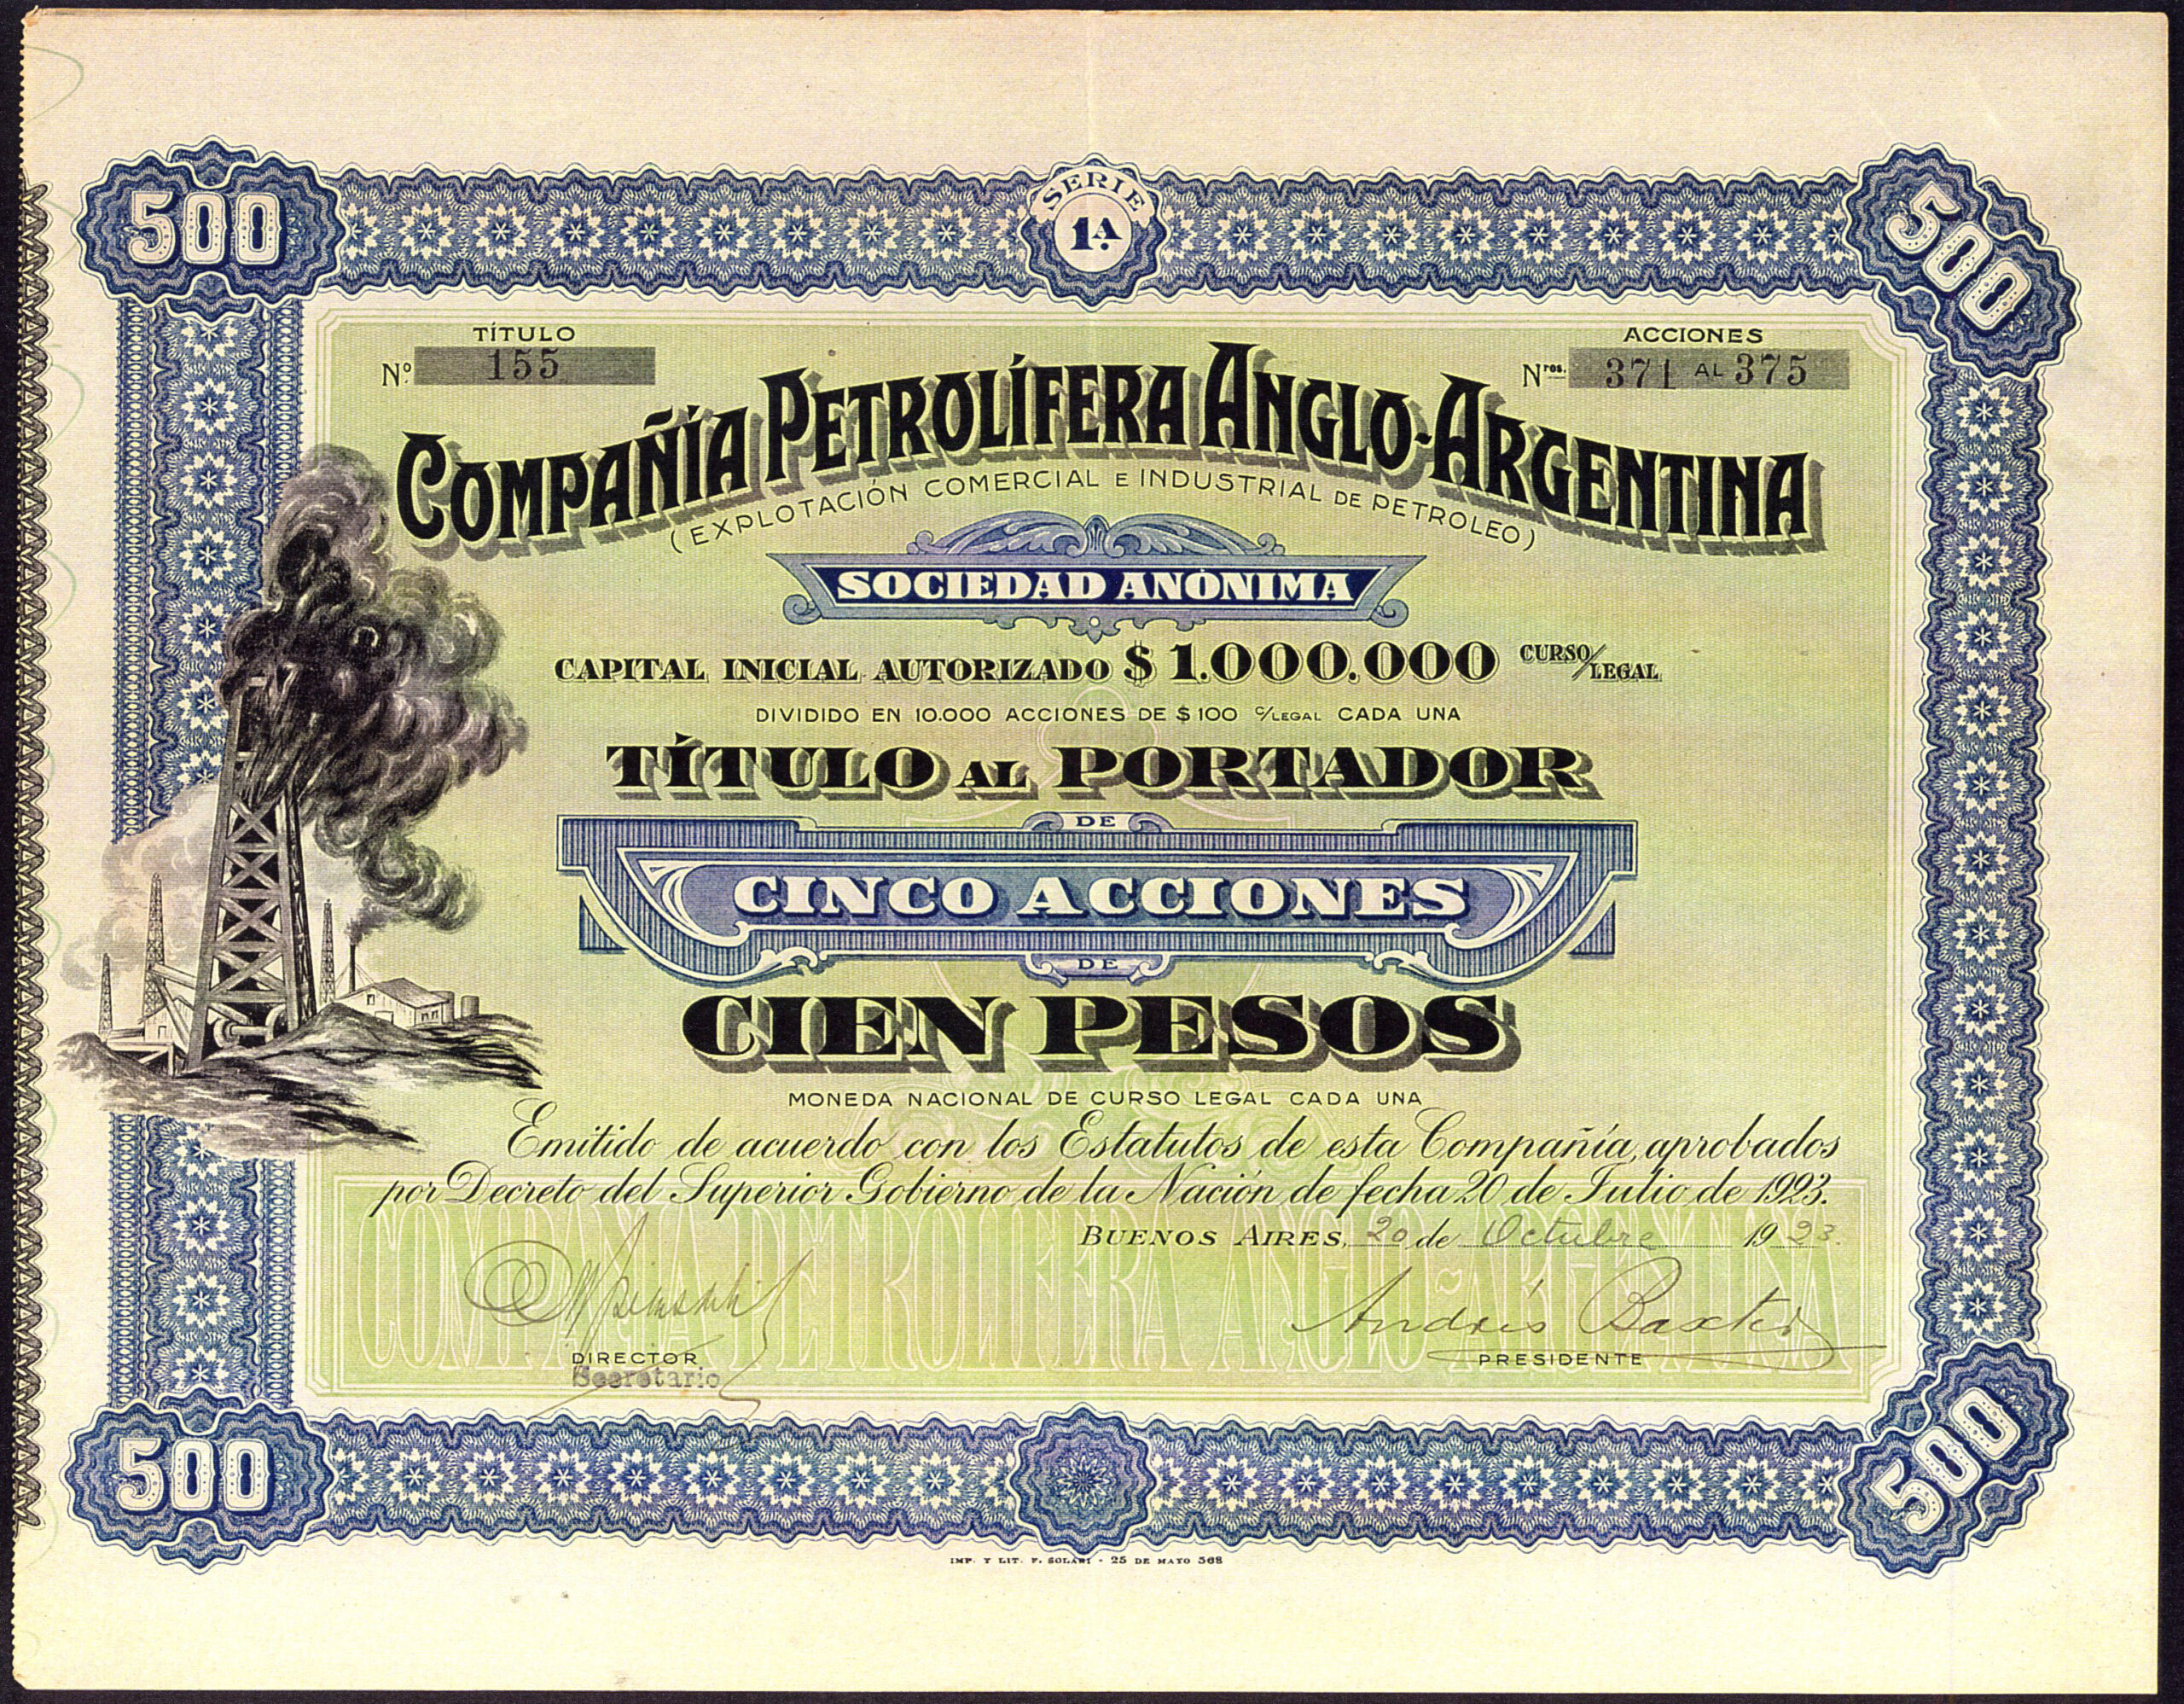 500
SERIE
1A.
500
TÍTULO
Nº 155
ACCIONES
Nros. 371 AL 375
COMPAÑÍA PETROLÍFERA ANGLO-ARGENTINA
(EXPLOTACIÓN COMERCIAL E INDUSTRIAL DE PETROLEO)
SOCIEDAD ANÓNIMA
CAPITAL INICIAL AUTORIZADO $ 1.000.000 CURSO/LEGAL
DIVIDIDO EN 10.000 ACCIONES DE $ 100 C/LEGAL CADA UNA
TÍTULO AL PORTADOR
DE
CINCO ACCIONES
DE
CIEN PESOS
MONEDA NACIONAL DE CURSO LEGAL CADA UNA
Emitido de acuerdo con los Estatutos de esta Compañía, aprobados
por Decreto del Superior Gobierno de la Nación de fecha 20 de Julio de 1923.
BUENOS AIRES, 20 de Octubre 1923.
COMPAÑIA PETROLIFERA ANGLO-ARGENTINA
Andrés Baxter
DIRECTOR
Secretario
PRESIDENTE
500
500
IMP. Y LIT. F. SOLARI - 25 DE MAYO 568